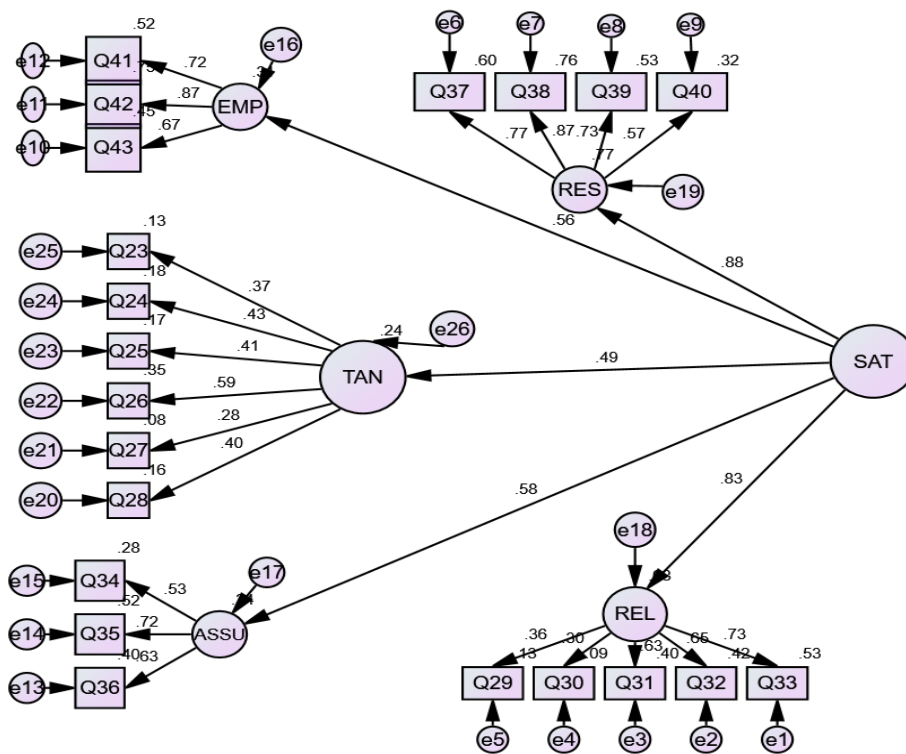 .52
e16
e6
e7
e8
e9
e12
Q41
.72
.60
.76
.53
.32
EMP
Q37
Q38
Q39
Q40
e11
Q42
.87
.45
.67
e10
Q43
.77
.87
.73
.57
.77
RES
e19
.56
.88
.13
e25
Q23
.18
.37
e24
Q24
.43
.17
.24
e26
e23
Q25
.41
.49
SAT
.35
TAN
e22
Q26
.59
.08
.28
e21
Q27
.40
.16
e20
Q28
.58
.83
e18
.28
e17
e15
Q34
.53
.52
REL
e14
Q35
.72
ASSU
.36
.30
.63
.65
.73
.40
.63
.13
.09
.40
.42
.53
e13
Q36
Q29
Q30
Q31
Q32
Q33
e5
e4
e3
e2
e1